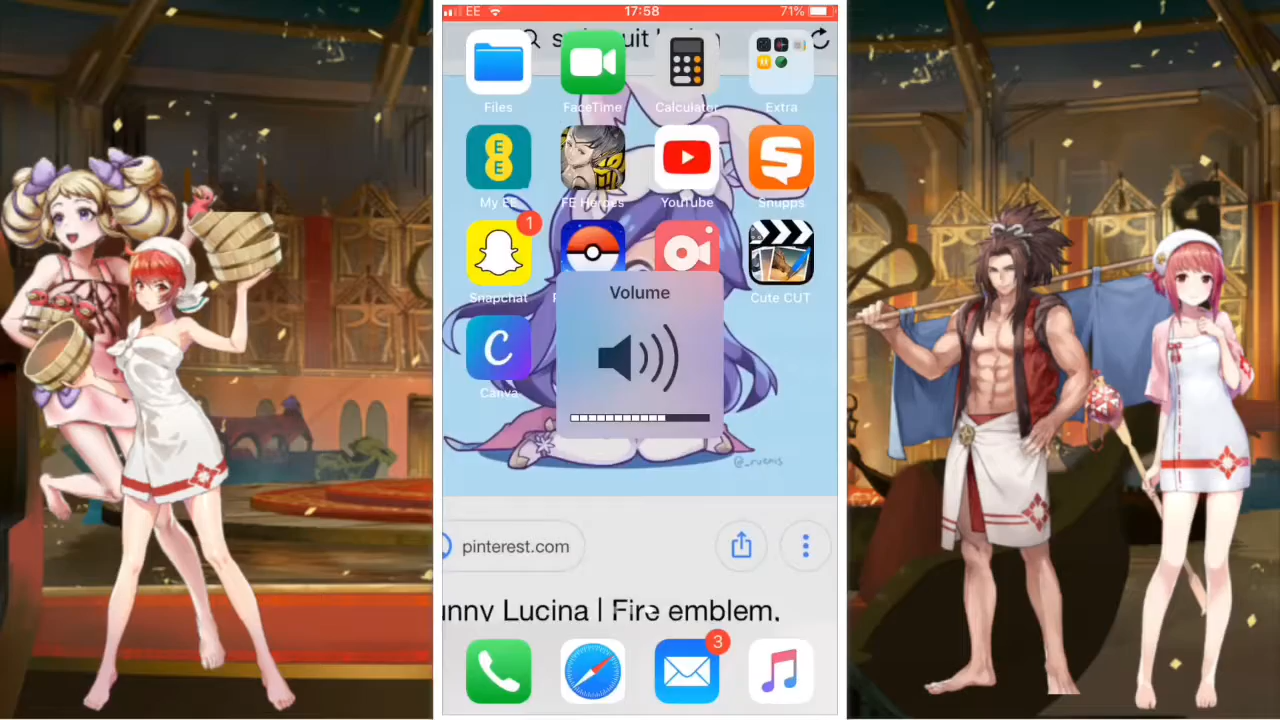 EE 17:58 71%
Files FaceTime Calculator Extra
E
E
My EE FE Heroes YouTube Snupps
1
Snapchat Cute CUT
Volume
C
Canva
@_ruenis
pinterest.com
unny Lucina | Fire emblem,
3